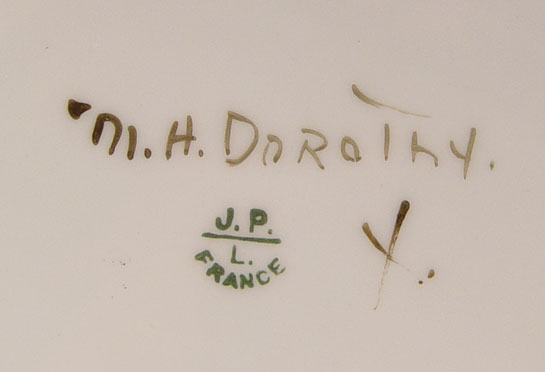 M. H. DOROTHY.
J. P.
L.
FRANCE
X.